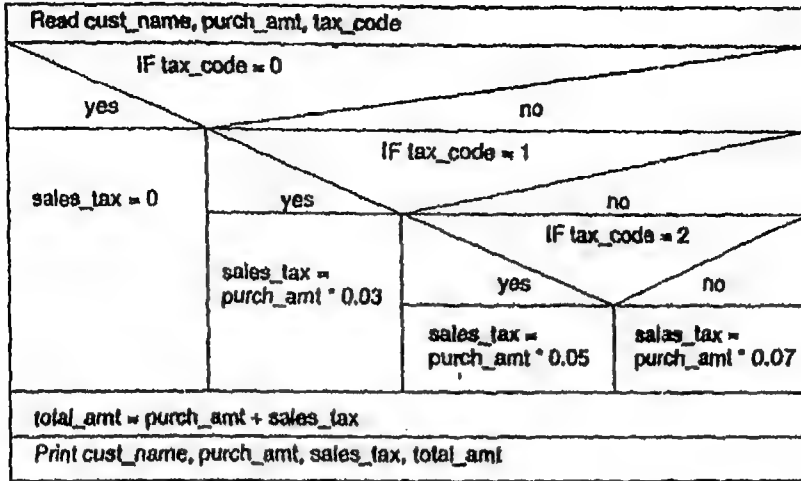 Read cust_name, purch_amt, tax_code
IF tax_code = 0
yes
no
IF tax_code = 1
sales_tax = 0
yes
no
IF tax_code = 2
sales_tax =
purch_amt * 0.03
yes
no
sales_tax =
purch_amt * 0.05
salas_tax =
purch_amt * 0.07
total_amt = purch_amt + sales_tax
Print cust_name, purch_amt, sales_tax, total_amt